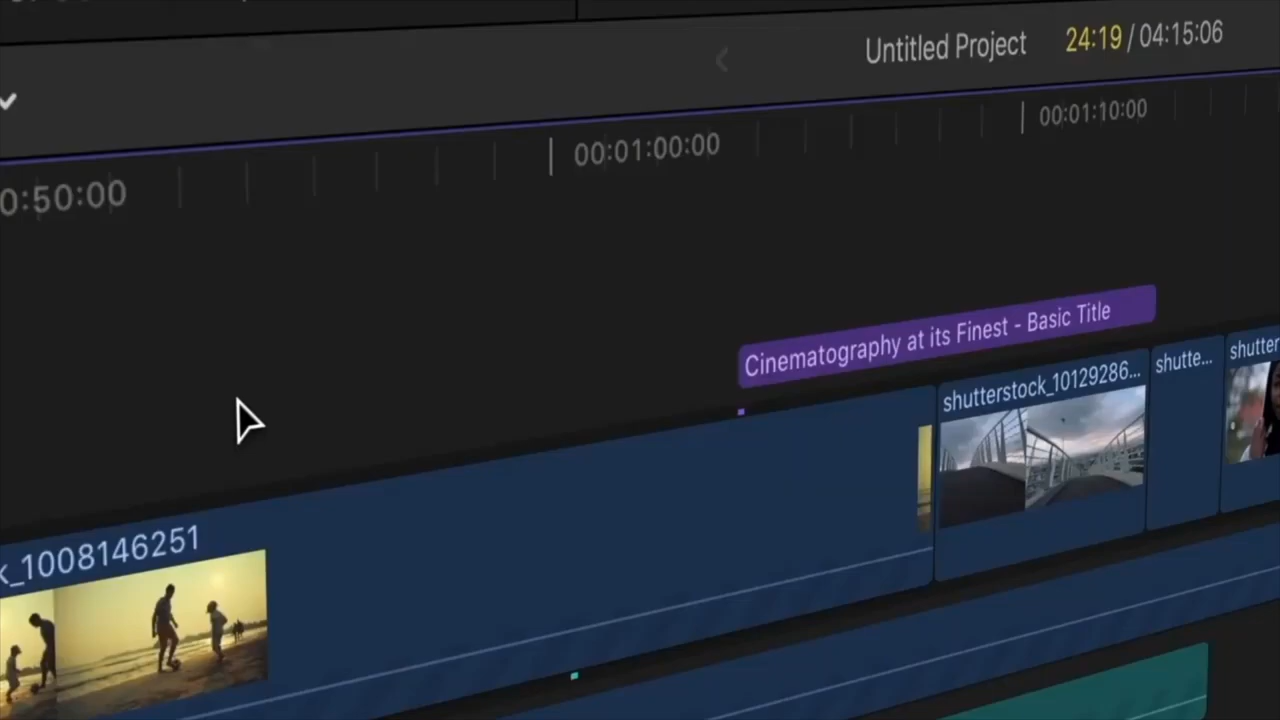 Untitled Project 24:19 / 04:15:06
0:50:00 00:01:00:00 00:01:10:00
Cinematography at its Finest - Basic Title
k_1008146251 shutterstock_10129286... shutte... shutter